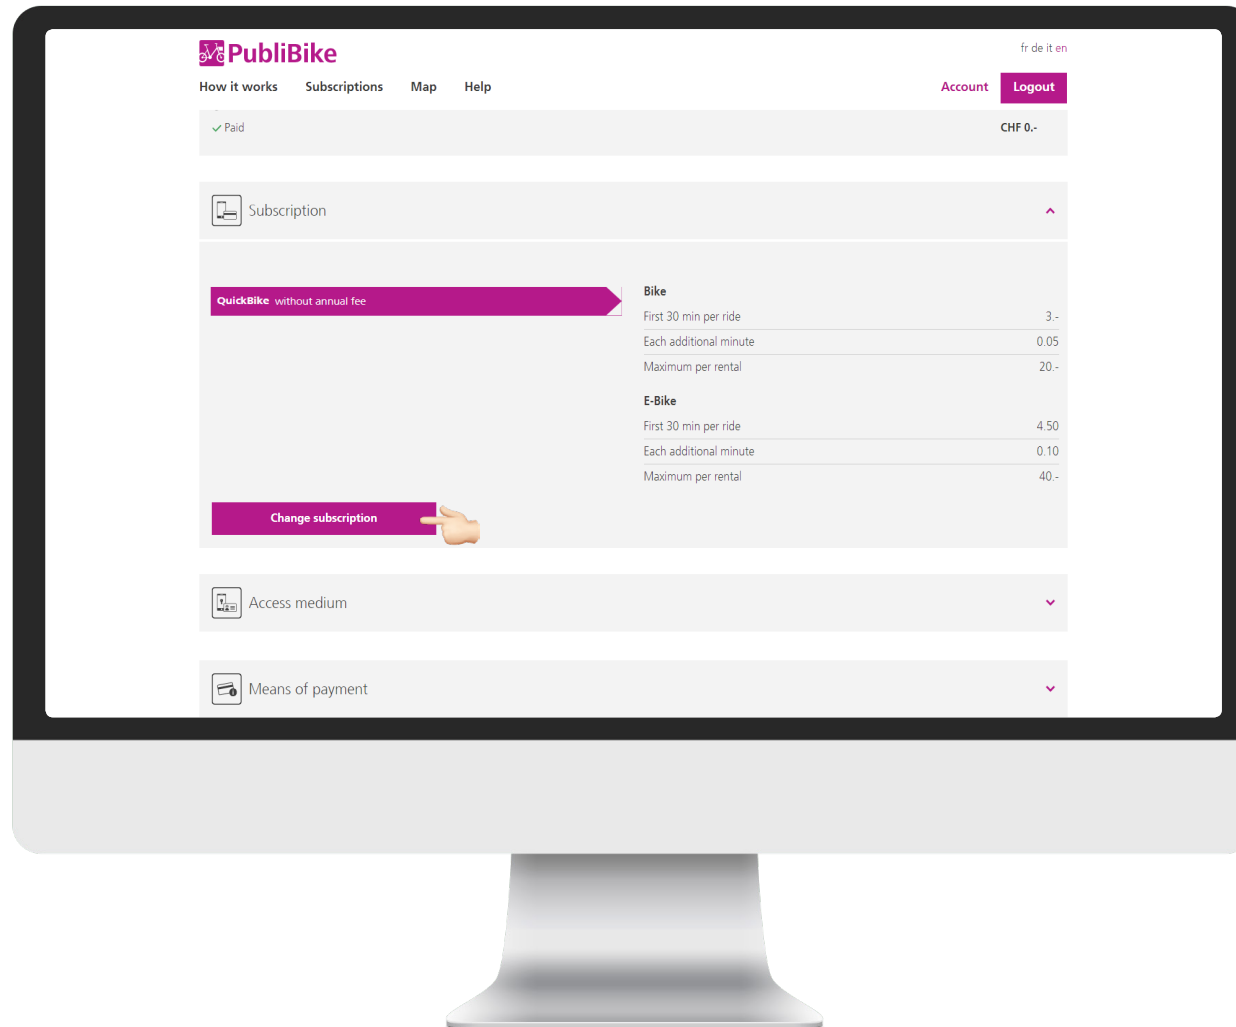 PubliBike
fr de it en
How it works Subscriptions Map Help Account Logout
Paid CHF 0.-
Subscription
QuickBike without annual fee
Bike
First 30 min per ride 3.-
Each additional minute 0.05
Maximum per rental 20.-
E-Bike
First 30 min per ride 4.50
Each additional minute 0.10
Maximum per rental 40.-
Change subscription
Access medium
Means of payment